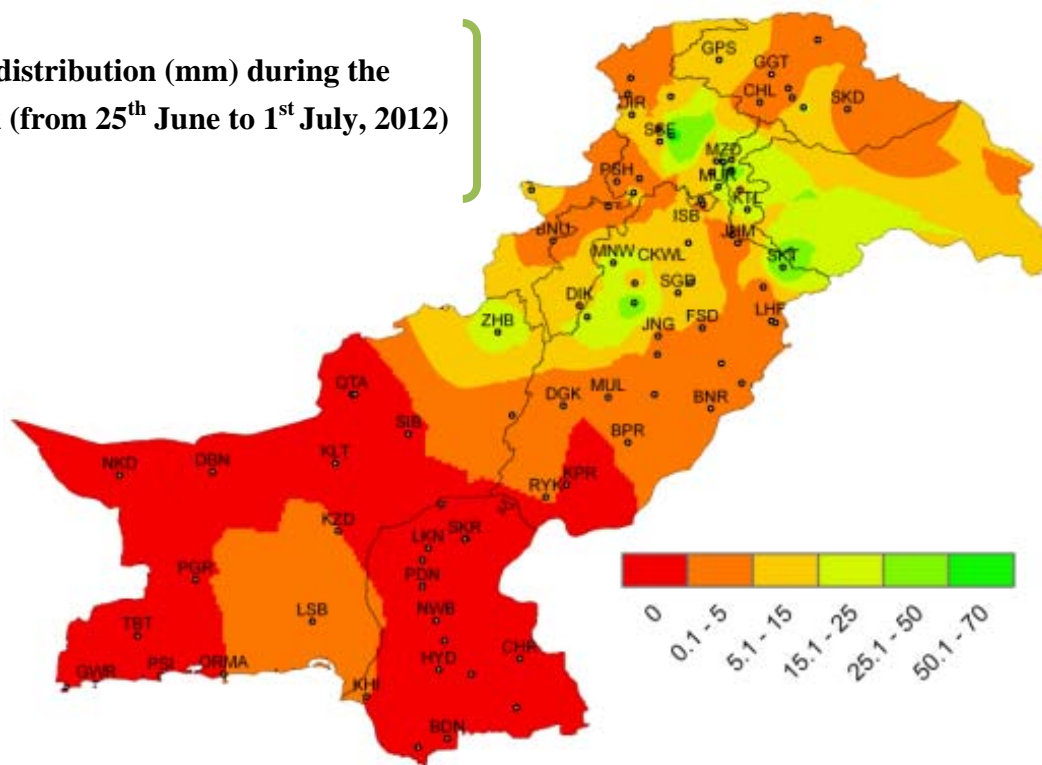 distribution (mm) during the
(from 25th June to 1st July, 2012)
GPS
GGT
CHL
SKD
DIR
MZD
PSH
MUR
KTL
ISB
BNU
JHM
MNW
CKWL
SKT
SGD
DIK
ZHB
JNG
FSD
QTA
DGK
MUL
BNR
SIB
BPR
NKD
DBN
KLT
RYK
KPR
KZD
SKR
LKN
PGR
PDN
LSB
NWB
TBT
CHR
GWR
PSI
ORMA
HYD
KHI
BDN
0
0.1 - 5
5.1 - 15
15.1 - 25
25.1 - 50
50.1 - 70